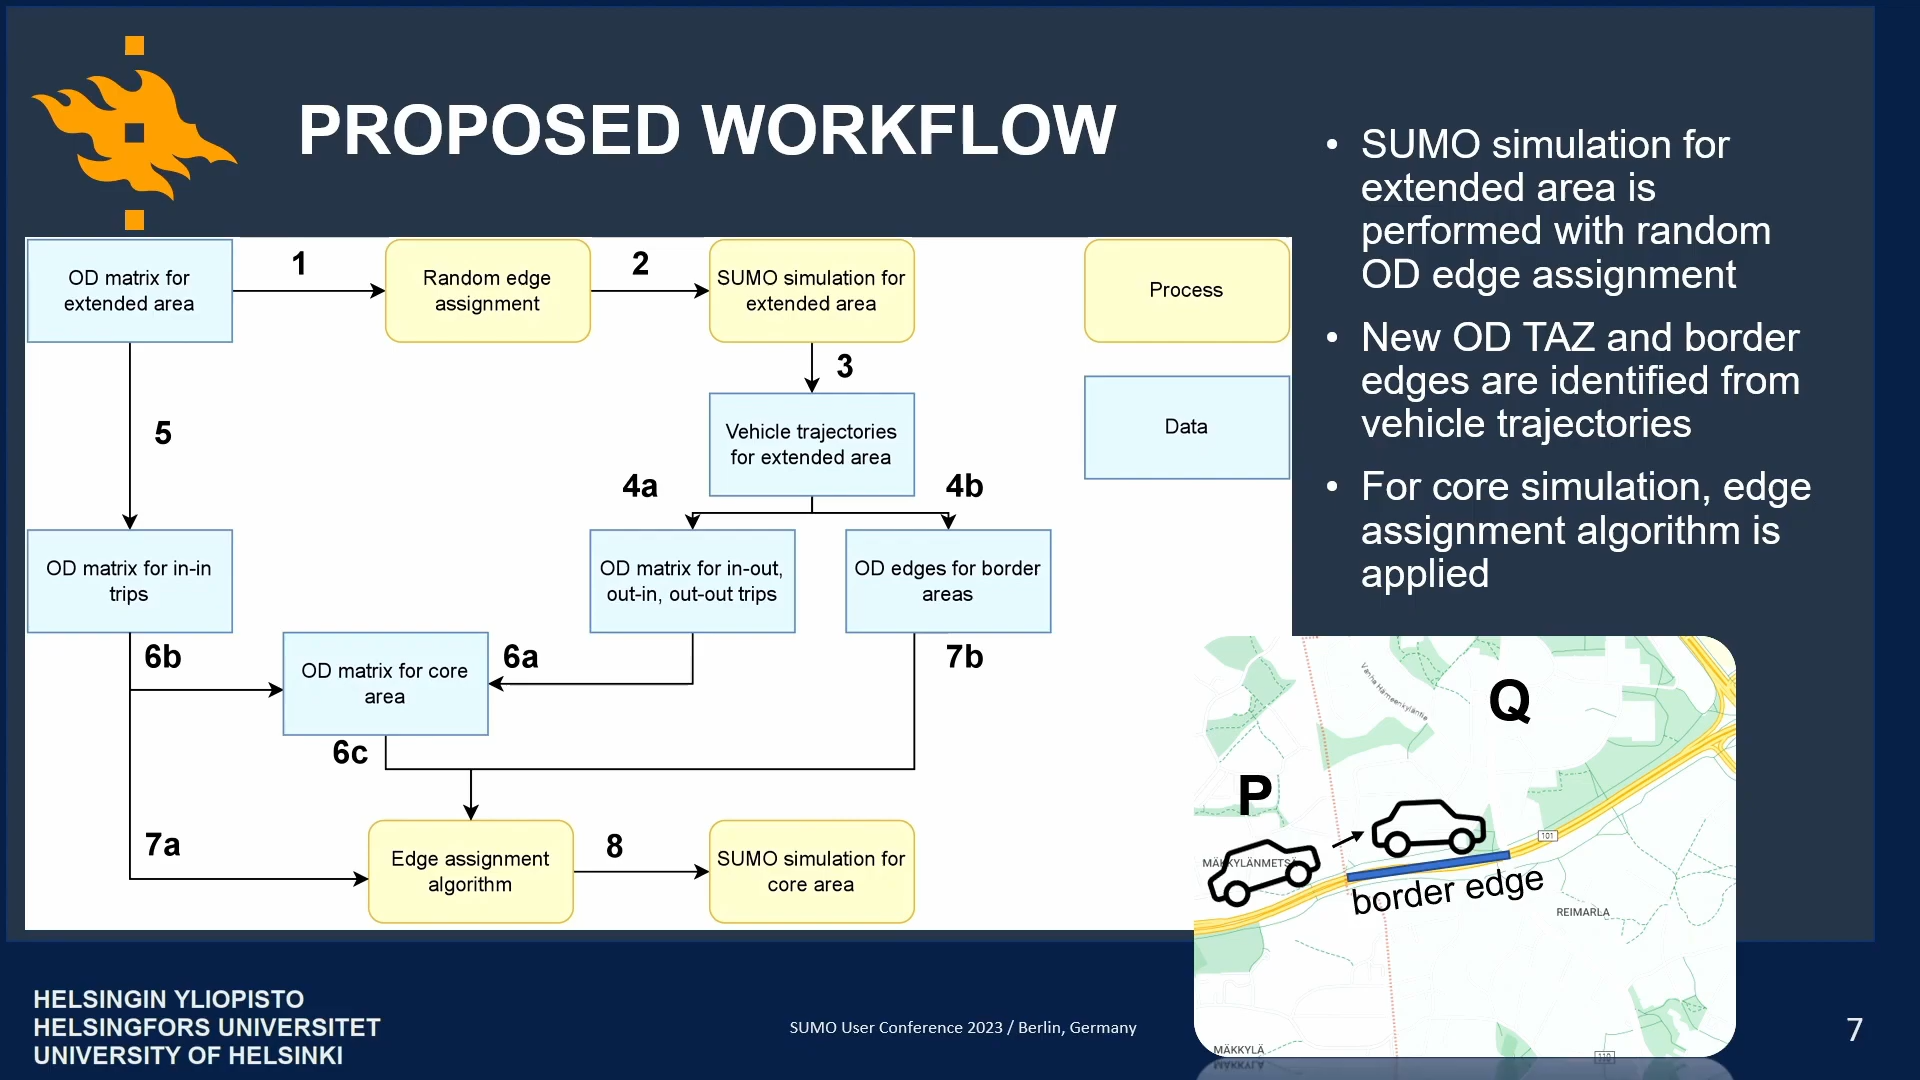 PROPOSED WORKFLOW
OD matrix for
extended area
1
Random edge
assignment
2
SUMO simulation for
extended area
Process
3
5
Vehicle trajectories
for extended area
Data
4a
4b
OD matrix for in-in
trips
OD matrix for in-out,
out-in, out-out trips
OD edges for border
areas
6b
OD matrix for core
area
6a
7b
6c
7a
Edge assignment
algorithm
8
SUMO simulation for
core area
• SUMO simulation for
extended area is
performed with random
OD edge assignment
• New OD TAZ and border
edges are identified from
vehicle trajectories
• For core simulation, edge
assignment algorithm is
applied
Vanha Hämeenkyläntie
Q
P
101
border edge
REIMARLA
MÄKKYLÄ
110
HELSINGIN YLIOPISTO
HELSINGFORS UNIVERSITET
UNIVERSITY OF HELSINKI
SUMO User Conference 2023 / Berlin, Germany
7